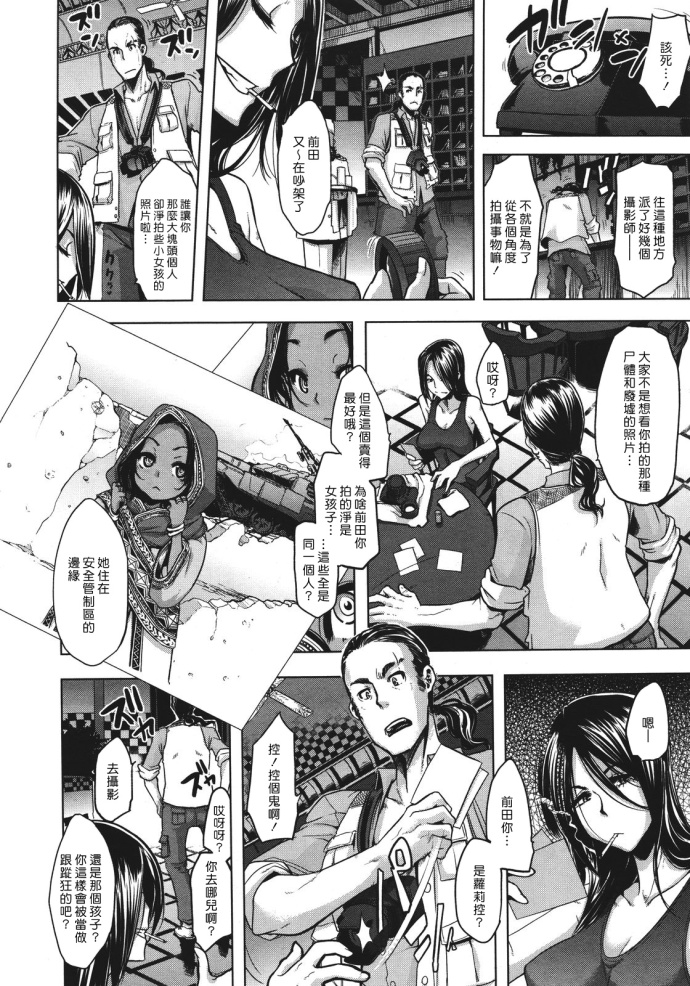 該死…!
往這種地方
派了好幾個
攝影師—
不就是為了
從各個角度
拍攝事物嘛!
前田
又～在吵架了
誰讓你
那麼大塊頭個人
卻淨拍些小女孩的
照片啦…
大家不是想看你拍的那種
尸體和廢墟的照片…
哎呀?
但是這個賣得
最好哦?
為啥前田你
拍的淨是
女孩子…
…這些全是
同一個人?
她住在
安全管制區的
邊緣
嗯—
前田你…
是蘿莉控?
控!控個鬼啊!
去攝影
哎呀呀?
你去哪兒啊?
還是那個孩子?
你這樣會被當做
跟蹤狂的吧?